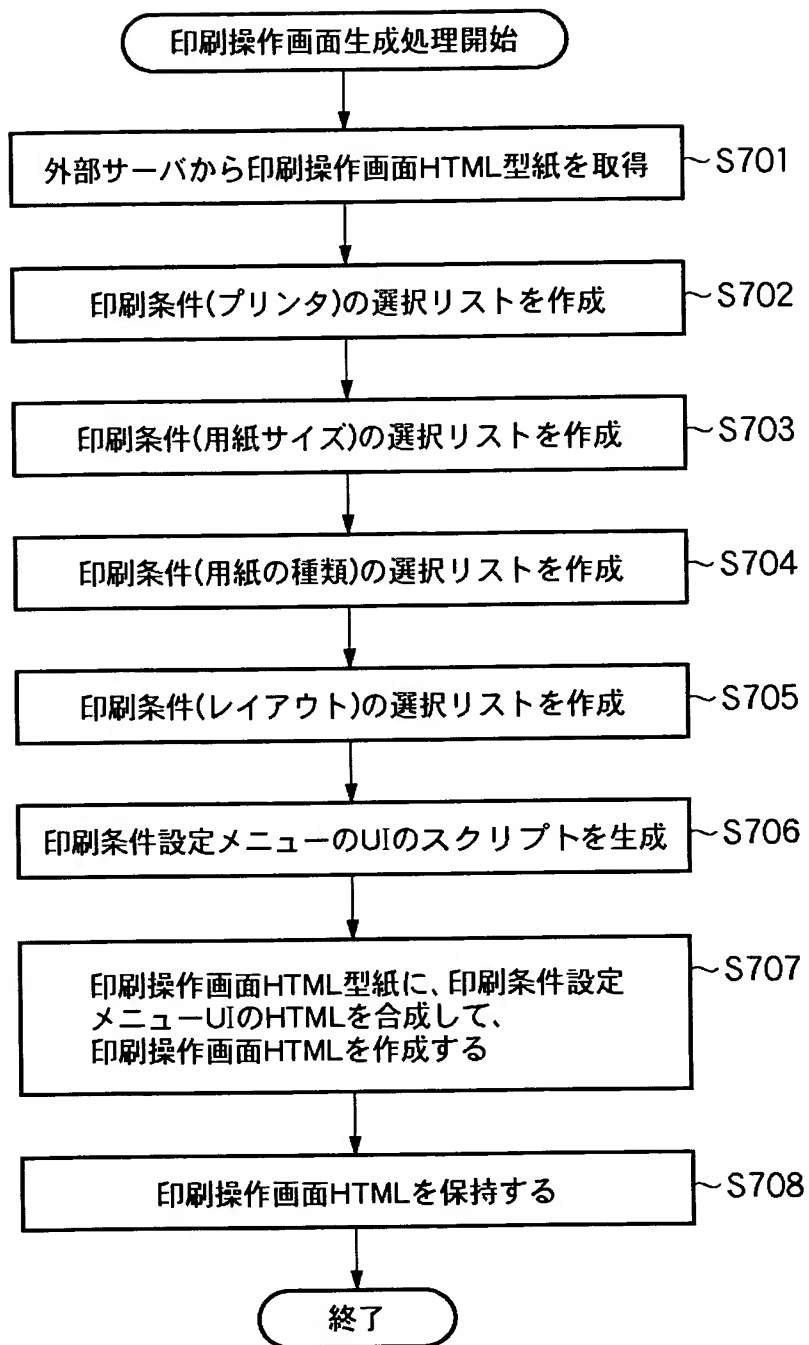 印刷操作画面生成処理開始
外部サーバから印刷操作画面HTML型紙を取得
~S701
印刷条件(プリンタ)の選択リストを作成
~S702
印刷条件(用紙サイズ)の選択リストを作成
~S703
印刷条件(用紙の種類)の選択リストを作成
~S704
印刷条件(レイアウト)の選択リストを作成
~S705
印刷条件設定メニューのUIのスクリプトを生成
~S706
印刷操作画面HTML型紙に、印刷条件設定
メニューUIのHTMLを合成して、
印刷操作画面HTMLを作成する
~S707
印刷操作画面HTMLを保持する
~S708
終了